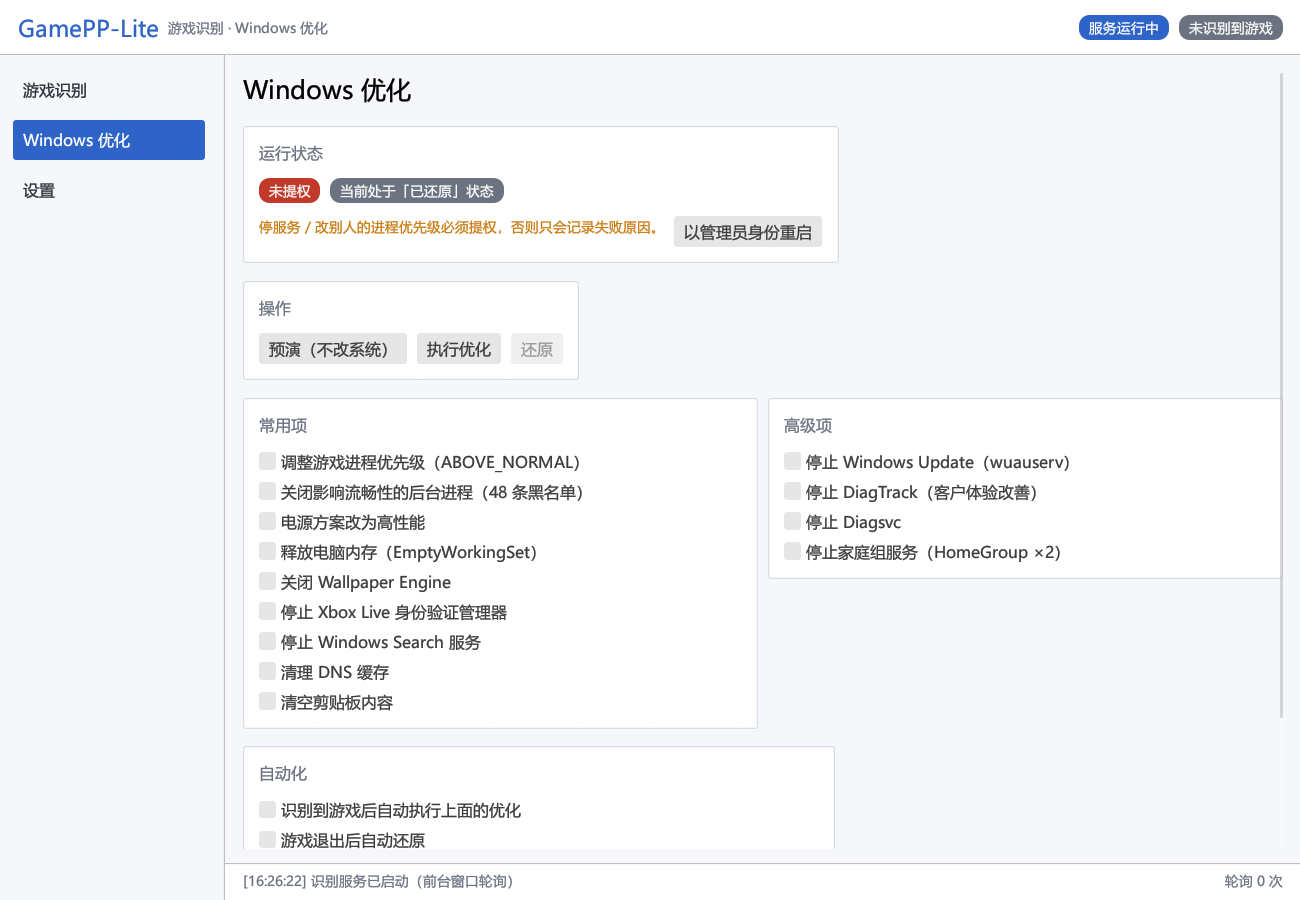 GamePP-Lite 游戏识别 · Windows 优化
服务运行中 未识别到游戏
游戏识别
Windows 优化
设置
Windows 优化
运行状态
未提权 当前处于「已还原」状态
停服务 / 改别人的进程优先级必须提权，否则只会记录失败原因。 以管理员身份重启
操作
预演（不改系统） 执行优化 还原
常用项
调整游戏进程优先级（ABOVE_NORMAL）
关闭影响流畅性的后台进程（48 条黑名单）
电源方案改为高性能
释放电脑内存（EmptyWorkingSet）
关闭 Wallpaper Engine
停止 Xbox Live 身份验证管理器
停止 Windows Search 服务
清理 DNS 缓存
清空剪贴板内容
高级项
停止 Windows Update（wuauserv）
停止 DiagTrack（客户体验改善）
停止 Diagsvc
停止家庭组服务（HomeGroup ×2）
自动化
识别到游戏后自动执行上面的优化
游戏退出后自动还原
[16:26:22] 识别服务已启动（前台窗口轮询）
轮询 0 次